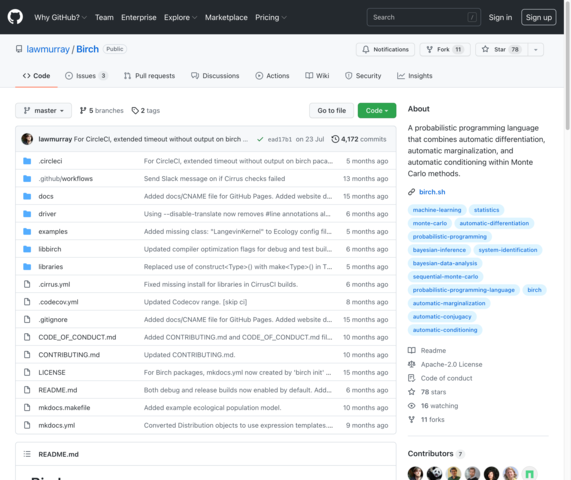 Why GitHub? Team Enterprise Explore Marketplace Pricing Search / Sign in Sign up
lawmurray / Birch Public Notifications Fork 11 Star 78
Code Issues 3 Pull requests Discussions Actions Wiki Security Insights
master 5 branches 2 tags Go to file Code
lawmurray For CircleCI, extended timeout without output on birch ... ead17b1 on 23 Jul 4,172 commits
.circleci For CircleCI, extended timeout without output on birch paca... 5 months ago
.github/workflows Send Slack message on if Cirrus checks failed 13 months ago
docs Added docs/CNAME file for GitHub Pages. Added website d... 15 months ago
driver Using --disable-translate now removes #line annotations al... 6 months ago
examples Added missing class: "LangevinKernel" to Ecology config fil... 5 months ago
libbirch Updated compiler optimization flags for debug and test buil... 6 months ago
libraries Replaced use of construct<Type>() with make<Type>() in T... 5 months ago
.cirrus.yml Fixed missing install for libraries in CirrusCI builds. 6 months ago
.codecov.yml Updated Codecov range. [skip ci] 8 months ago
.gitignore Added docs/CNAME file for GitHub Pages. Added website d... 15 months ago
CODE_OF_CONDUCT.md Added CONTRIBUTING.md and CODE_OF_CONDUCT.md fil... 10 months ago
CONTRIBUTING.md Updated CONTRIBUTING.md. 10 months ago
LICENSE For Birch packages, mkdocs.yml now created by 'birch init' ... 15 months ago
README.md Both debug and release builds now enabled by default. Add... 6 months ago
mkdocs.makefile Added example ecological population model. 10 months ago
mkdocs.yml Converted Distribution objects to use expression templates.... 9 months ago
README.md
About
A probabilistic programming language
that combines automatic differentiation,
automatic marginalization, and
automatic conditioning within Monte
Carlo methods.
birch.sh
machine-learning statistics
monte-carlo automatic-differentiation
probabilistic-programming
bayesian-inference system-identification
bayesian-data-analysis
sequential-monte-carlo
probabilistic-programming-language birch
automatic-marginalization
automatic-conjugacy
automatic-conditioning
Readme
Apache-2.0 License
Code of conduct
78 stars
16 watching
11 forks
Contributors 7